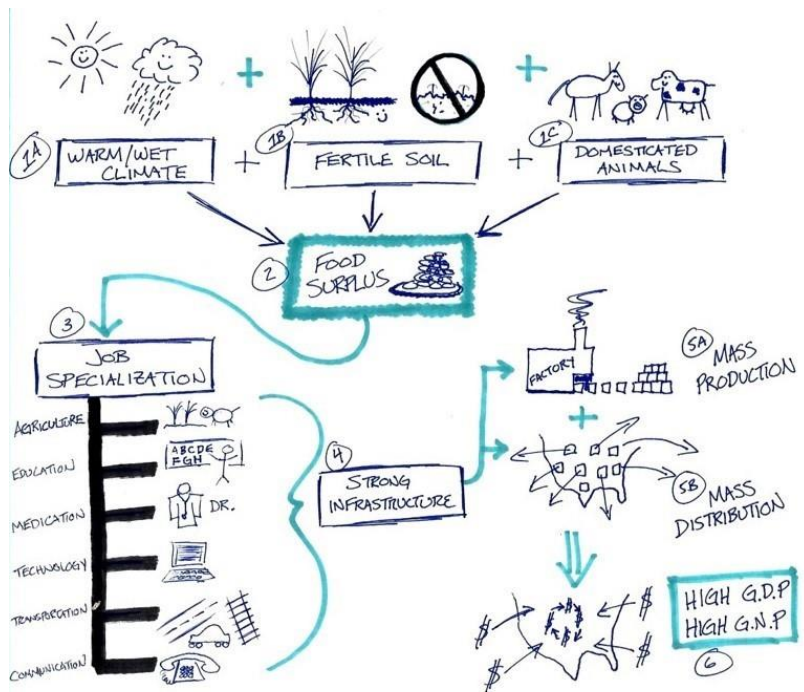 1A
WARM/WET
CLIMATE
+
1B
FERTILE SOIL
+
1C
DOMESTICATED
ANIMALS
2
FOOD
SURPLUS
3
JOB
SPECIALIZATION
AGRICULTURE
EDUCATION
ABCDE
FGH
MEDICATION
DR.
TECHNOLOGY
TRANSPORTATION
COMMUNICATION
4
STRONG
INFRASTRUCTURE
FACTORY
5A
MASS
PRODUCTION
+
5B
MASS
DISTRIBUTION
$ $ $ $ $ $
$ $
$ $
HIGH G.D.P
HIGH G.N.P
6